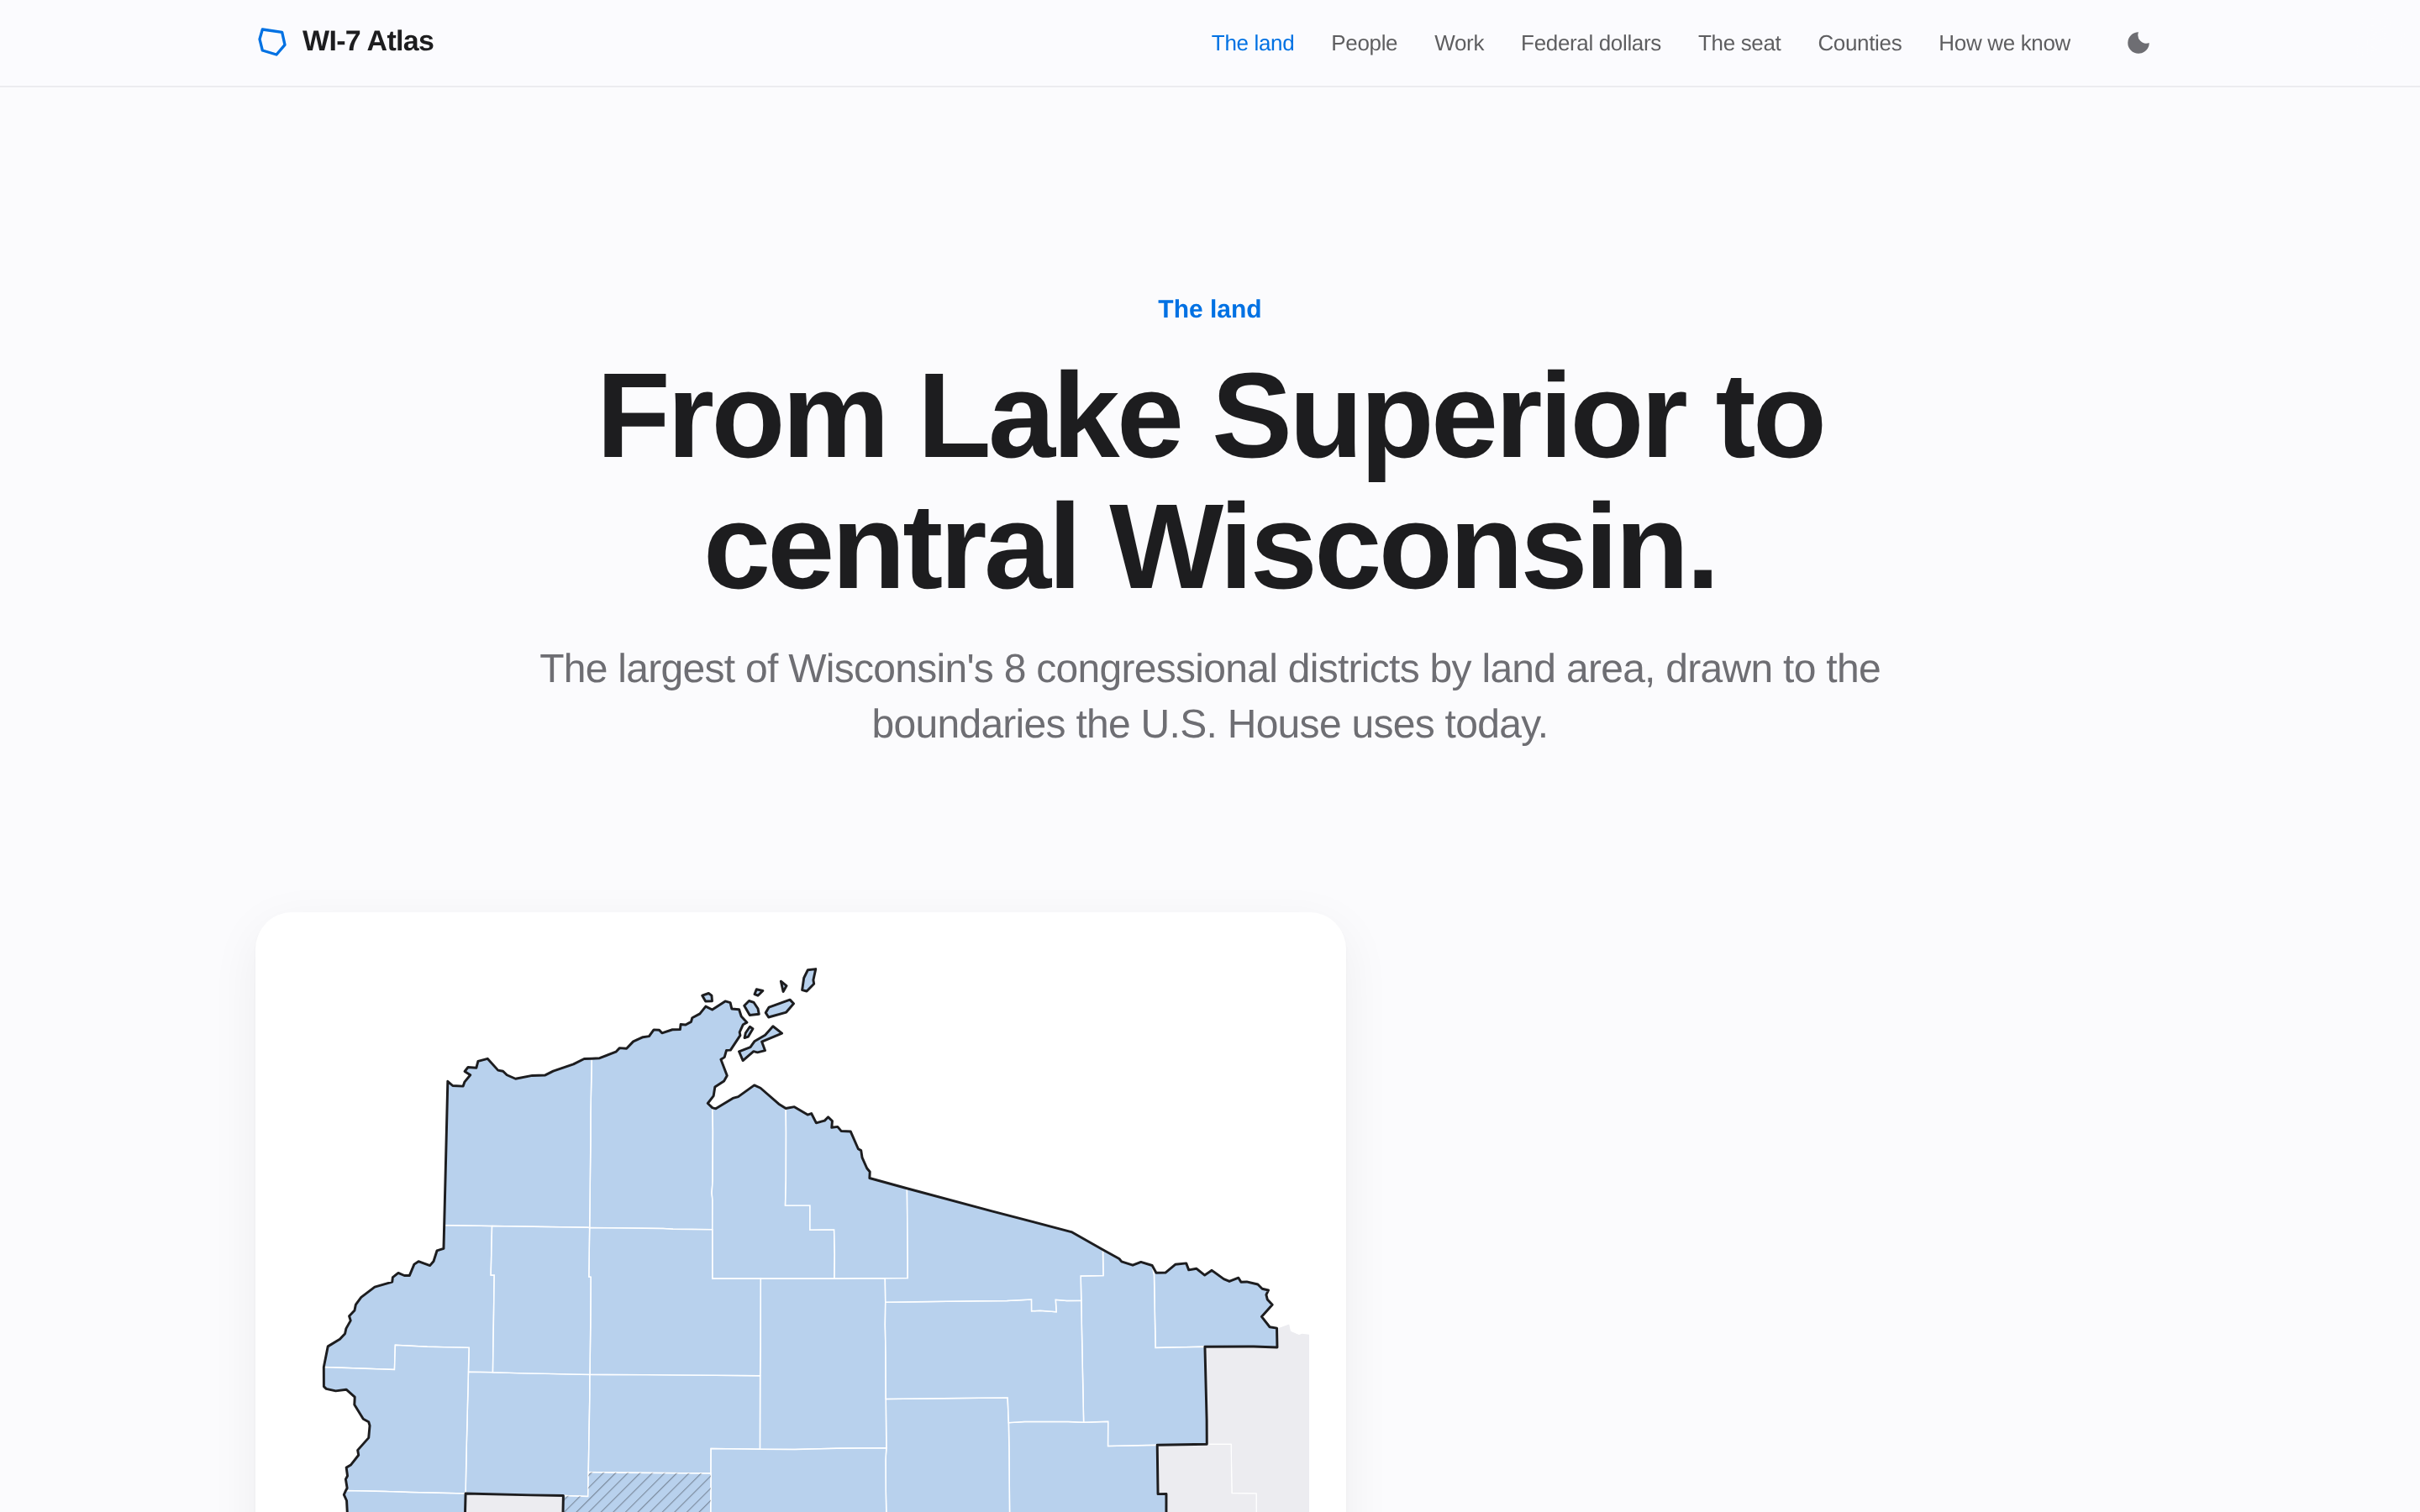 WI-7 Atlas
The land
People
Work
Federal dollars
The seat
Counties
How we know
The land
From Lake Superior to
central Wisconsin.
The largest of Wisconsin's 8 congressional districts by land area, drawn to the
boundaries the U.S. House uses today.